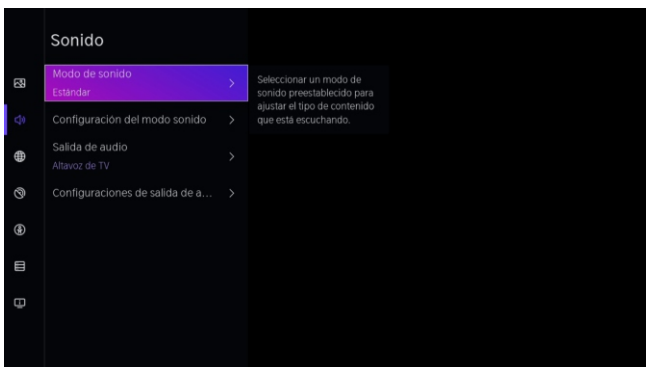 Sonido
Modo de sonido
Estándar
Configuración del modo sonido
Salida de audio
Altavoz de TV
Configuraciones de salida de a...
Seleccionar un modo de
sonido preestablecido para
ajustar el tipo de contenido
que está escuchando.